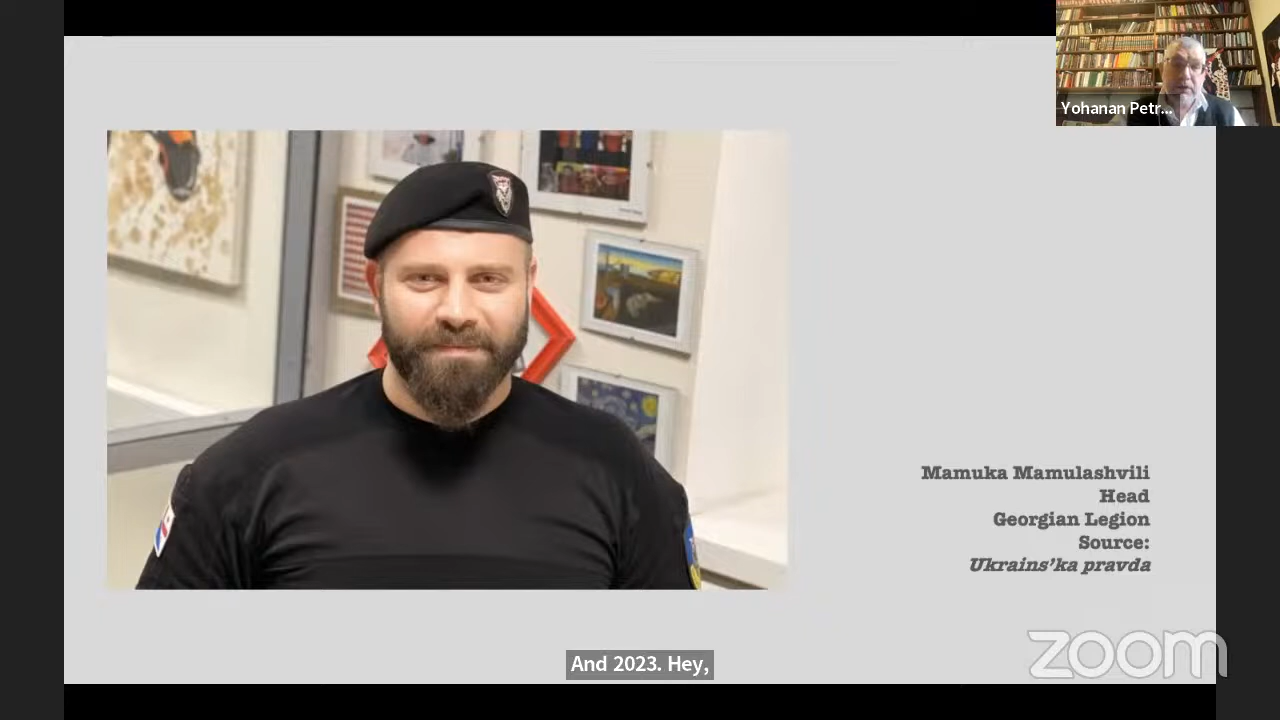 Yohanan Petr...
Mamuka Mamulashvili
Head
Georgian Legion
Source:
Ukrains'ka pravda
And 2023. Hey,
zoom